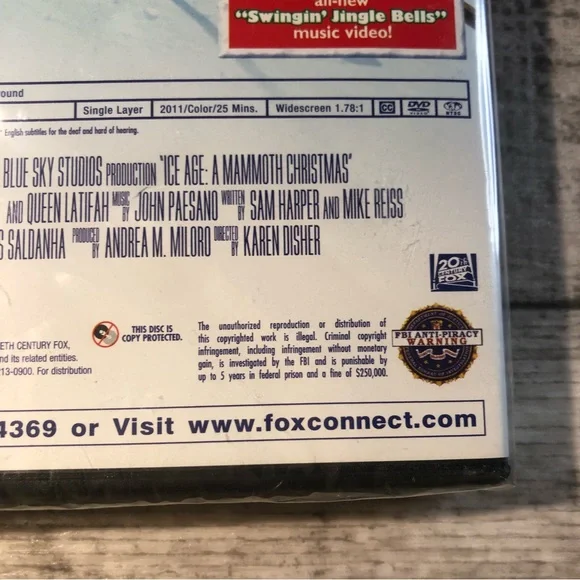 all-new
"Swingin' Jingle Bells"
music video!
ound
Single Layer 2011/Color/25 Mins. Widescreen 1.78:1 CC DVD VIDEO NTSC
* English subtitles for the deaf and hard of hearing.
BLUE SKY STUDIOS PRODUCTION 'ICE AGE: A MAMMOTH CHRISTMAS'
AND QUEEN LATIFAH MUSIC BY JOHN PAESANO WRITTEN BY SAM HARPER AND MIKE REISS
S SALDANHA PRODUCED BY ANDREA M. MILORO DIRECTED BY KAREN DISHER
20th CENTURY FOX
THIS DISC IS
COPY PROTECTED.
ETH CENTURY FOX,
nd its related entities.
13-0900. For distribution
The unauthorized reproduction or distribution of
this copyrighted work is illegal. Criminal copyright
infringement, including infringement without monetary
gain, is investigated by the FBI and is punishable by
up to 5 years in federal prison and a fine of $250,000.
FBI ANTI-PIRACY
WARNING
4369 or Visit www.foxconnect.com